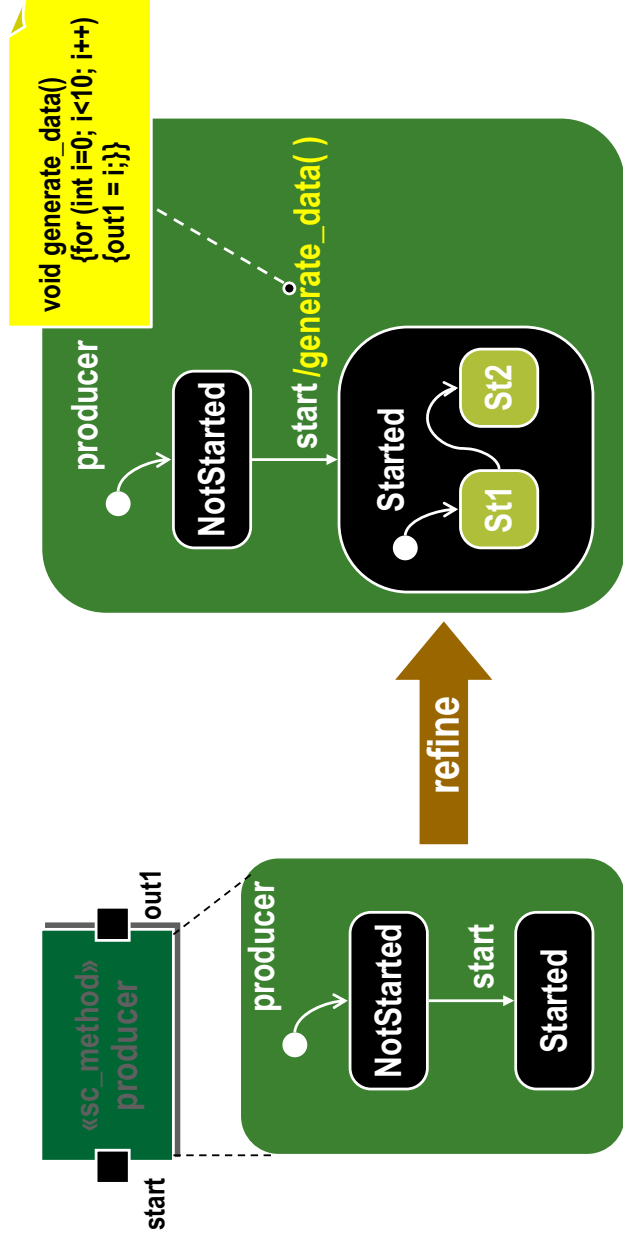 «sc_method»
producer
start
out1
producer
NotStarted
start
Started
refine
void generate_data()
{for (int i=0; i<10; i++)
{out1 = i;}}
producer
NotStarted
start /generate_data( )
Started
St1
St2